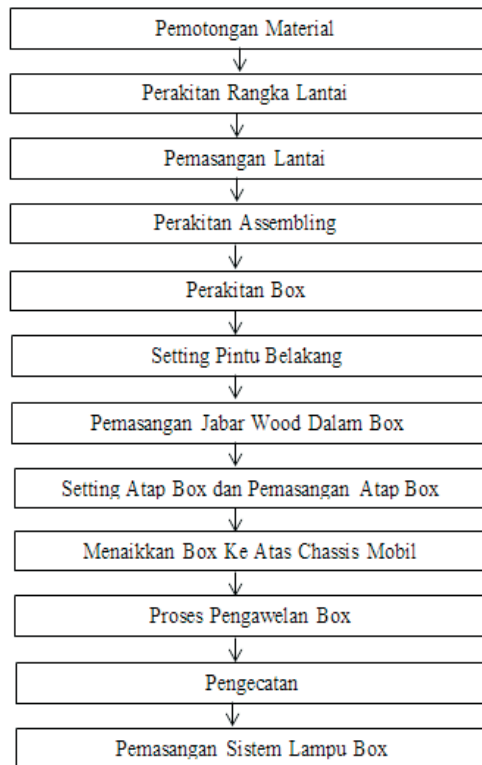 Pemotongan Material
Perakitan Rangka Lantai
Pemasangan Lantai
Perakitan Assembling
Perakitan Box
Setting Pintu Belakang
Pemasangan Jabar Wood Dalam Box
Setting Atap Box dan Pemasangan Atap Box
Menaikkan Box Ke Atas Chassis Mobil
Proses Pengawelan Box
Pengecatan
Pemasangan Sistem Lampu Box